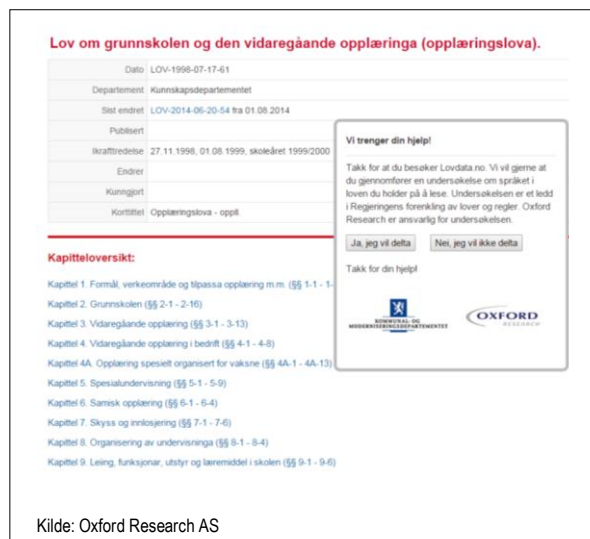 Lov om grunnskolen og den vidaregåande opplæringa (opplæringslova).
Dato LOV-1998-07-17-61
Departement Kunnskapsdepartementet
Sist endret LOV-2014-06-20-54 fra 01.08.2014
Publisert
Ikrafttredelse 27.11.1998, 01.08.1999, skoleåret 1999/2000
Endrer
Kunngjort
Korttittel Opplæringslova - oppll.
Kapitteloversikt:
Kapittel 1. Formål, verkeområde og tilpassa opplæring m.m. (§§ 1-1 - 1-
Kapittel 2. Grunnskolen (§§ 2-1 - 2-16)
Kapittel 3. Vidaregåande opplæring (§§ 3-1 - 3-13)
Kapittel 4. Vidaregåande opplæring i bedrift (§§ 4-1 - 4-8)
Kapittel 4A. Opplæring spesielt organisert for vaksne (§§ 4A-1 - 4A-13)
Kapittel 5. Spesialundervisning (§§ 5-1 - 5-9)
Kapittel 6. Samisk opplæring (§§ 6-1 - 6-4)
Kapittel 7. Skyss og innlosjering (§§ 7-1 - 7-6)
Kapittel 8. Organisering av undervisninga (§§ 8-1 - 8-4)
Kapittel 9. Leiing, funksjonar, utstyr og læremiddel i skolen (§§ 9-1 - 9-6)
Vi trenger din hjelp!
Takk for at du besøker Lovdata.no. Vi vil gjerne at
du gjennomfører en undersøkelse om språket i
loven du holder på å lese. Undersøkelsen er et ledd
i Regjeringens forenkling av lover og regler. Oxford
Research er ansvarlig for undersøkelsen.
Ja, jeg vil delta Nei, jeg vil ikke delta
Takk for din hjelp!
KOMMUNAL- OG
MODERNISERINGSDEPARTEMENTET
OXFORD
RESEARCH
Kilde: Oxford Research AS